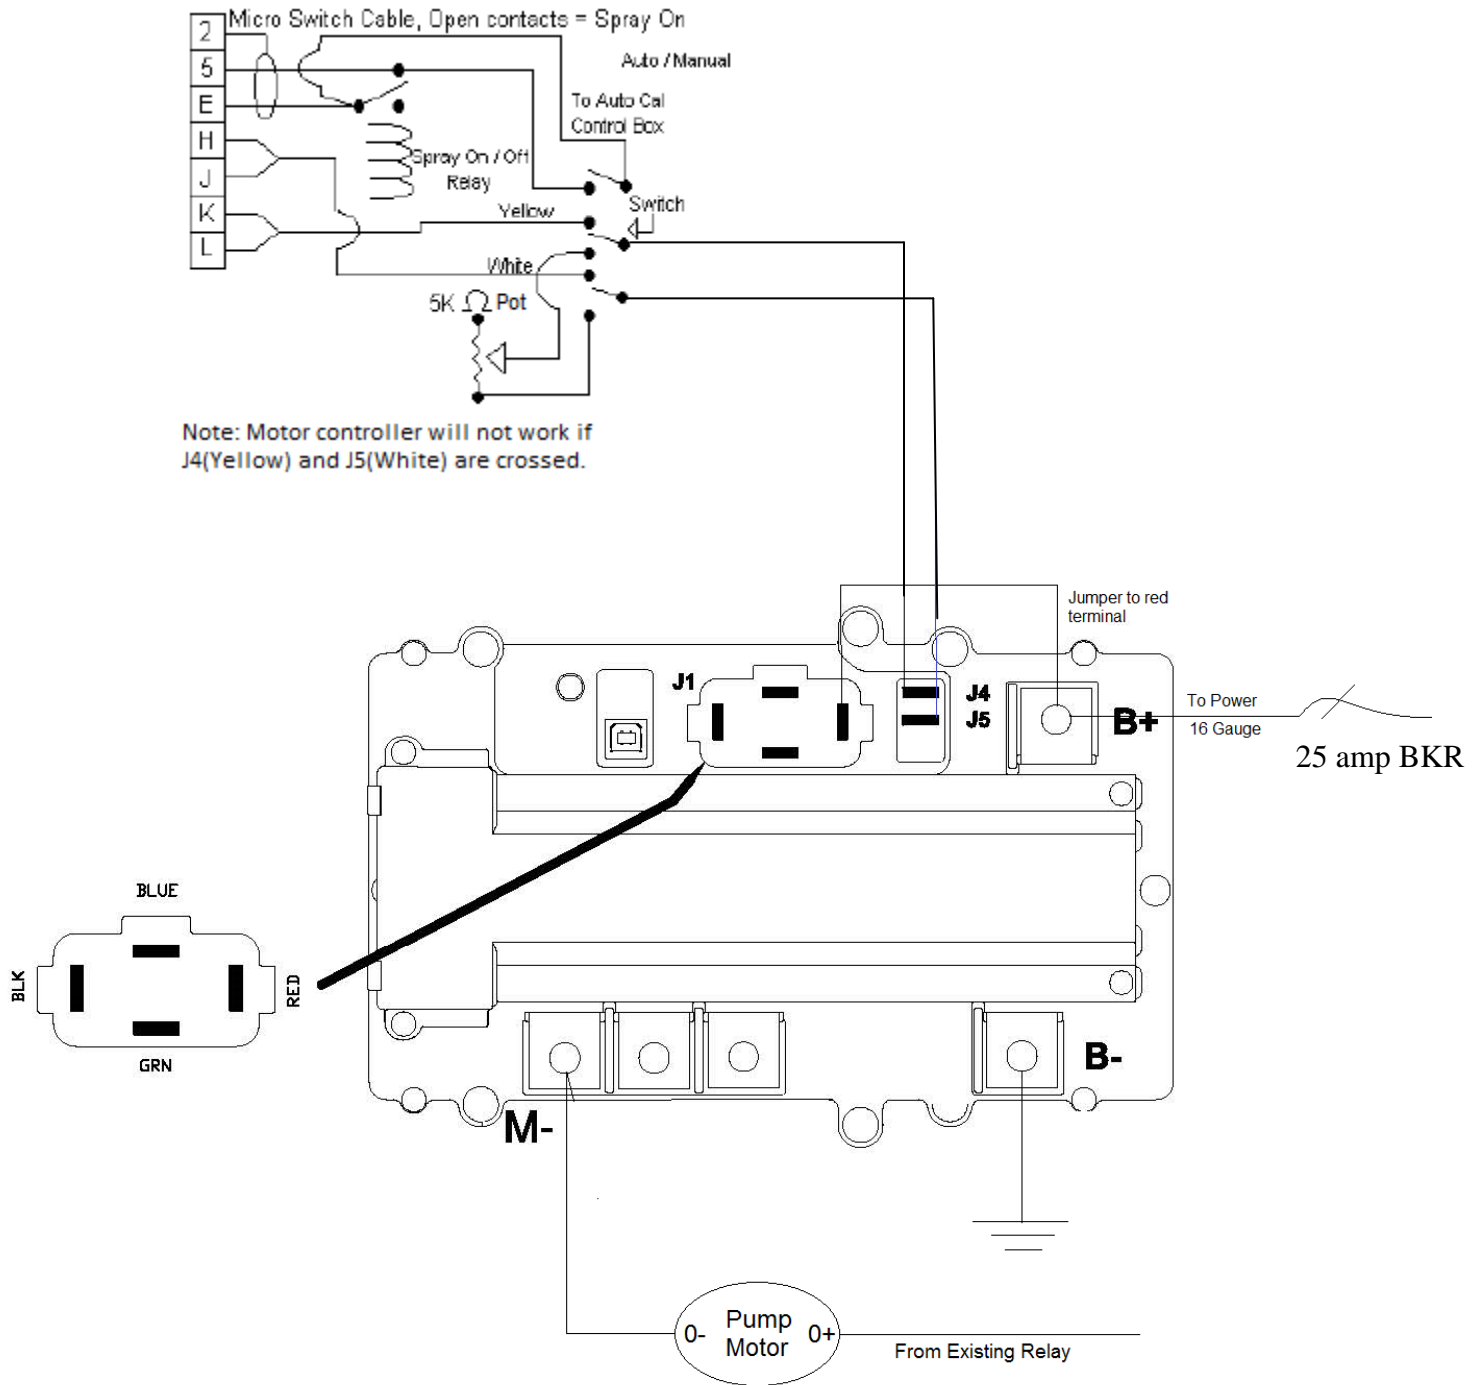 2
Micro Switch Cable, Open contacts = Spray On
5
Auto / Manual
E
To Auto Cal
Control Box
H
Spray On / Off
Relay
J
K
Yellow
Switch
L
White
5K Ω Pot
Note: Motor controller will not work if
J4(Yellow) and J5(White) are crossed.
Jumper to red
terminal
J1
J4
J5
B+
To Power
16 Gauge
25 amp BKR
BLUE
BLK
RED
GRN
B-
M-
0-
Pump
Motor
0+
From Existing Relay